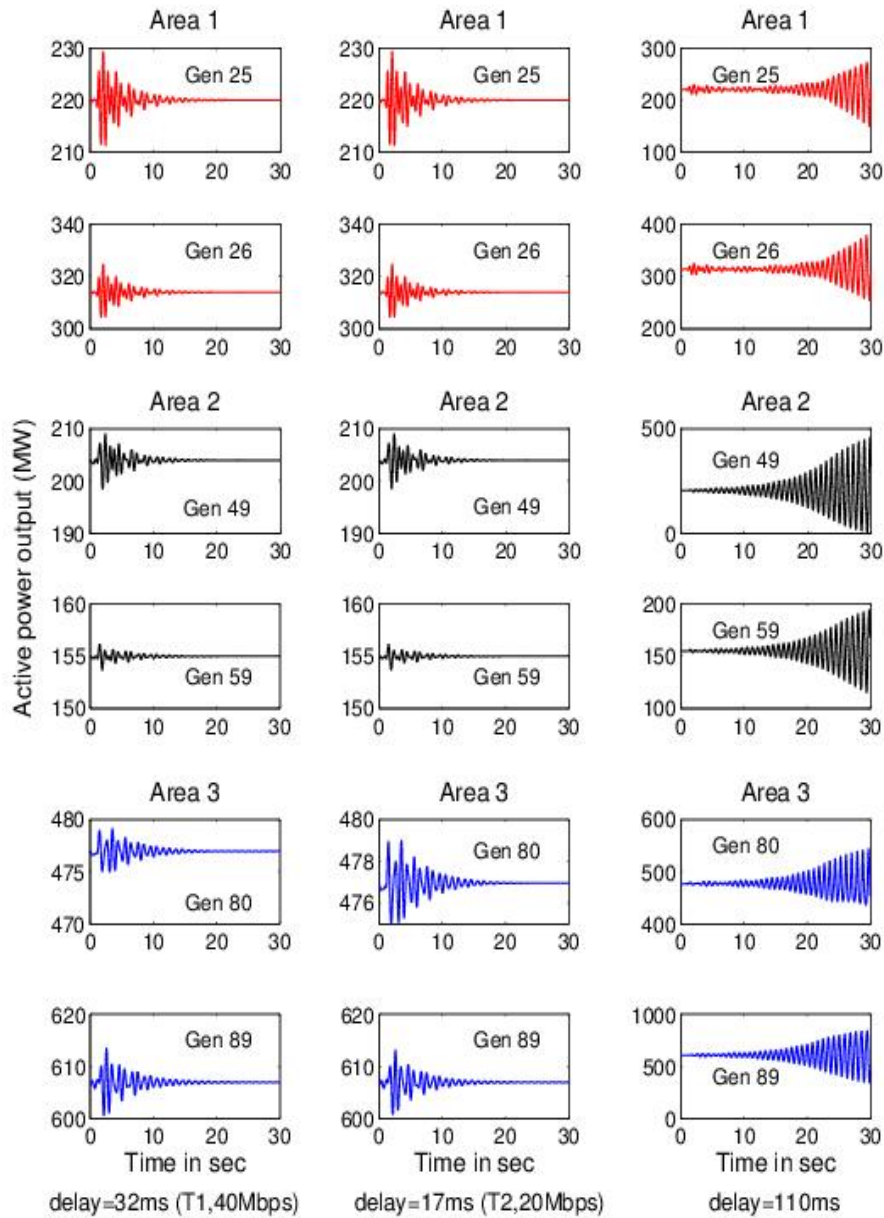 Area 1 Area 1 Area 1
230 230 300
Gen 25 Gen 25 Gen 25
220 220 200
210 210 100
0 10 20 30 0 10 20 30 0 10 20 30
340 340 400
Gen 26 Gen 26 Gen 26
320 320 300
300 300 200
0 10 20 30 0 10 20 30 0 10 20 30
Area 2 Area 2 Area 2
210 210 500
Gen 49
200 200
Gen 49 Gen 49
190 190 0
0 10 20 30 0 10 20 30 0 10 20 30
Active power output (MW)
160 160 200
Gen 59
155 155 150
Gen 59 Gen 59
150 150 100
0 10 20 30 0 10 20 30 0 10 20 30
Area 3 Area 3 Area 3
480 480 600
Gen 80 Gen 80
475 478 500
Gen 80 476
470 400
0 10 20 30 0 10 20 30 0 10 20 30
620 620 1000
Gen 89 Gen 89
610 610 500
Gen 89
600 600 0
0 10 20 30 0 10 20 30 0 10 20 30
Time in sec Time in sec Time in sec
delay=32ms (T1,40Mbps) delay=17ms (T2,20Mbps) delay=110ms